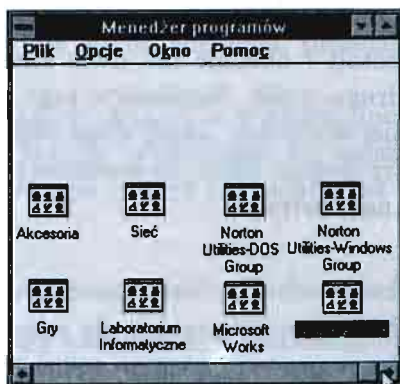 Menedżer programów
Plik Opcje Okno Pomoc
Akcesoria Sieć Norton Utilities-DOS Group Norton Utilities-Windows Group
Gry Laboratorium Informatyczne Microsoft Works